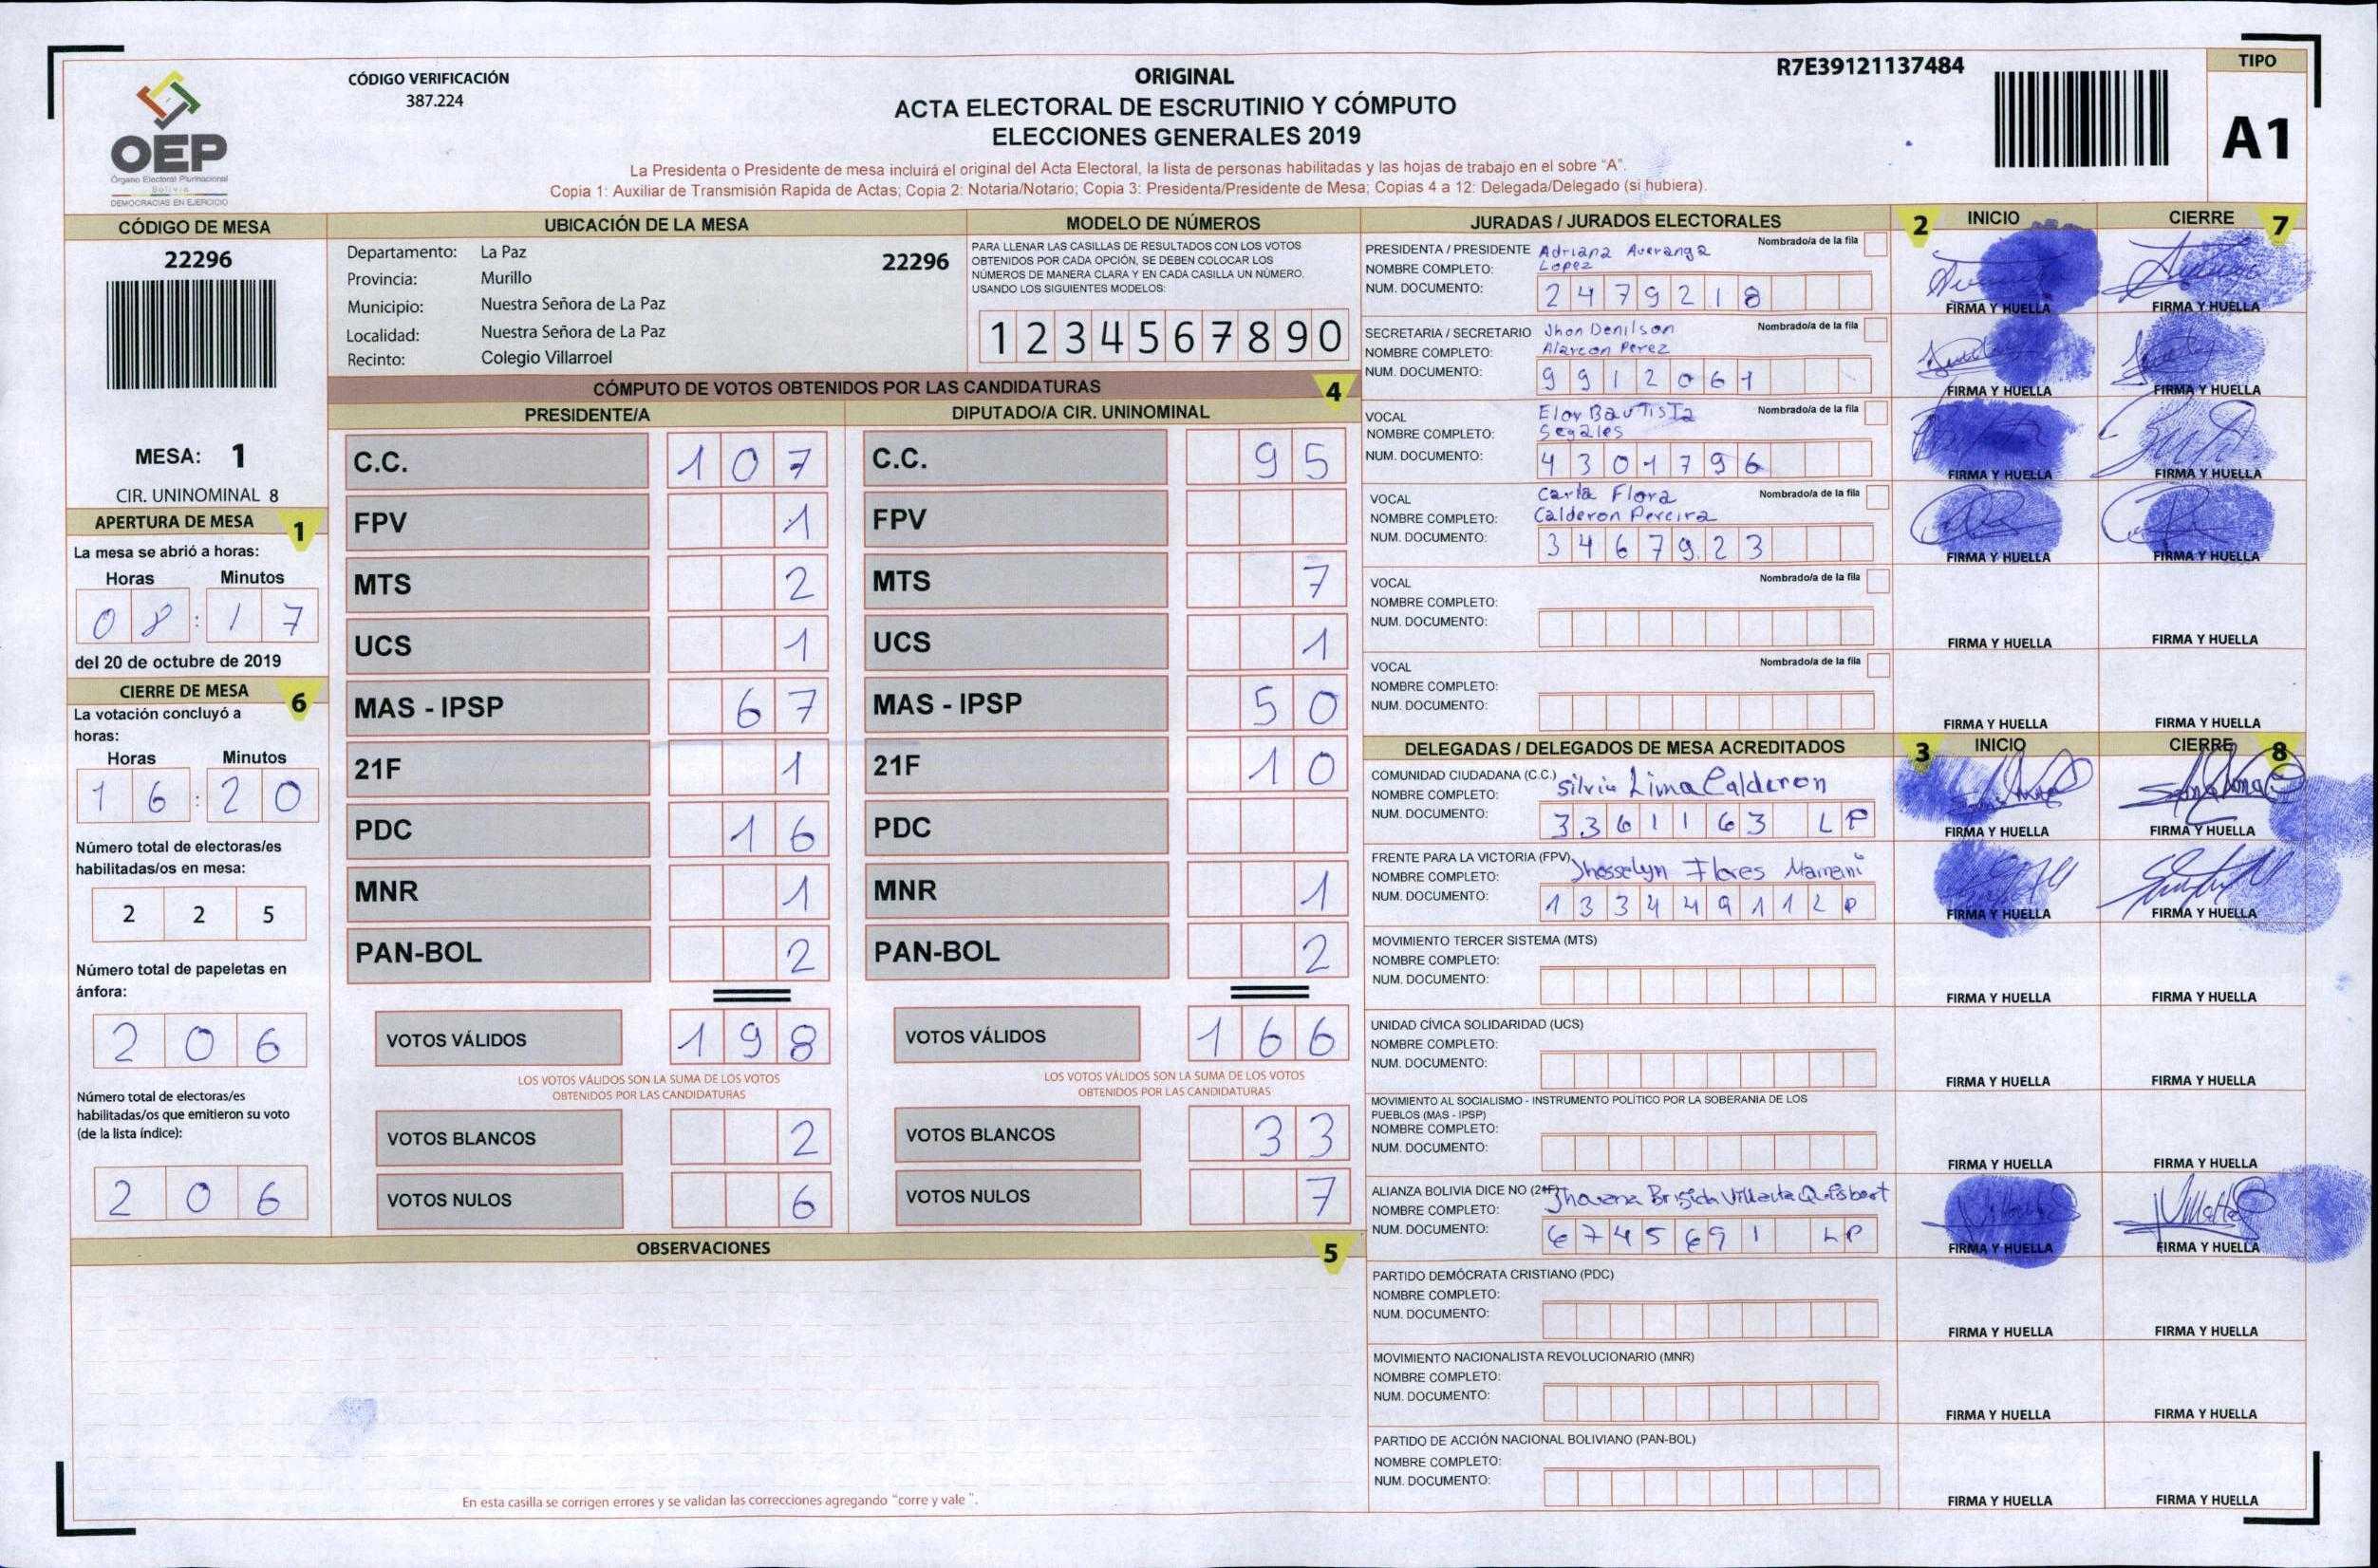 CÓDIGO VERIFICACIÓN
387.224
OEP
Órgano Electoral Plurinacional
Bolivia
DEMOCRACIAS EN EJERCICIO
ORIGINAL
ACTA ELECTORAL DE ESCRUTINIO Y CÓMPUTO
ELECCIONES GENERALES 2019
R7E39121137484
TIPO
A1
La Presidenta o Presidente de mesa incluirá el original del Acta Electoral, la lista de personas habilitadas y las hojas de trabajo en el sobre "A".
Copia 1: Auxiliar de Transmisión Rapida de Actas; Copia 2: Notaria/Notario; Copia 3: Presidenta/Presidente de Mesa; Copias 4 a 12: Delegada/Delegado (si hubiera).
CÓDIGO DE MESA
22296
MESA: 1
CIR. UNINOMINAL 8
APERTURA DE MESA 1
La mesa se abrió a horas:
Horas Minutos
08:17
del 20 de octubre de 2019
CIERRE DE MESA 6
La votación concluyó a
horas:
Horas Minutos
16:20
Número total de electoras/es
habilitadas/os en mesa:
2 2 5
Número total de papeletas en
ánfora:
2 0 6
Número total de electoras/es
habilitadas/os que emitieron su voto
(de la lista índice):
2 0 6
UBICACIÓN DE LA MESA
Departamento: La Paz
22296
Provincia: Murillo
Municipio: Nuestra Señora de La Paz
Localidad: Nuestra Señora de La Paz
Recinto: Colegio Villarroel
MODELO DE NÚMEROS
PARA LLENAR LAS CASILLAS DE RESULTADOS CON LOS VOTOS
OBTENIDOS POR CADA OPCIÓN, SE DEBEN COLOCAR LOS
NÚMEROS DE MANERA CLARA Y EN CADA CASILLA UN NÚMERO,
USANDO LOS SIGUIENTES MODELOS:
1 2 3 4 5 6 7 8 9 0
CÓMPUTO DE VOTOS OBTENIDOS POR LAS CANDIDATURAS 4
PRESIDENTE/A
C.C. 107
FPV 1
MTS 2
UCS 1
MAS - IPSP 67
21F 1
PDC 16
MNR 1
PAN-BOL 2
VOTOS VÁLIDOS 198
LOS VOTOS VÁLIDOS SON LA SUMA DE LOS VOTOS
OBTENIDOS POR LAS CANDIDATURAS
VOTOS BLANCOS 2
VOTOS NULOS 6
DIPUTADO/A CIR. UNINOMINAL
C.C. 95
FPV
MTS 7
UCS 1
MAS - IPSP 50
21F 10
PDC
MNR 1
PAN-BOL 2
VOTOS VÁLIDOS 166
LOS VOTOS VÁLIDOS SON LA SUMA DE LOS VOTOS
OBTENIDOS POR LAS CANDIDATURAS
VOTOS BLANCOS 33
VOTOS NULOS 7
OBSERVACIONES 5
En esta casilla se corrigen errores y se validan las correcciones agregando "corre y vale ".
JURADAS / JURADOS ELECTORALES 2 INICIO CIERRE 7
PRESIDENTA / PRESIDENTE Adriana Averanga Nombrado/a de la fila
NOMBRE COMPLETO: Lopez
NUM. DOCUMENTO: 2479218
FIRMA Y HUELLA FIRMA Y HUELLA
SECRETARIA / SECRETARIO Jhon Denilson Nombrado/a de la fila
NOMBRE COMPLETO: Alarcon Perez
NUM. DOCUMENTO: 9912061
FIRMA Y HUELLA FIRMA Y HUELLA
VOCAL Eloy Bautista Nombrado/a de la fila
NOMBRE COMPLETO: Segales
NUM. DOCUMENTO: 4301796
FIRMA Y HUELLA FIRMA Y HUELLA
VOCAL Carla Flora Nombrado/a de la fila
NOMBRE COMPLETO: Calderon Pereira
NUM. DOCUMENTO: 3467923
FIRMA Y HUELLA FIRMA Y HUELLA
VOCAL Nombrado/a de la fila
NOMBRE COMPLETO:
NUM. DOCUMENTO:
FIRMA Y HUELLA FIRMA Y HUELLA
VOCAL Nombrado/a de la fila
NOMBRE COMPLETO:
NUM. DOCUMENTO:
FIRMA Y HUELLA FIRMA Y HUELLA
DELEGADAS / DELEGADOS DE MESA ACREDITADOS 3 INICIO CIERRE 8
COMUNIDAD CIUDADANA (C.C.)
NOMBRE COMPLETO: Silvia Lima Calderon
NUM. DOCUMENTO: 3361163 LP
FIRMA Y HUELLA FIRMA Y HUELLA
FRENTE PARA LA VICTORIA (FPV)
NOMBRE COMPLETO: Jhosselyn Flores Mamani
NUM. DOCUMENTO: 13344911LP
FIRMA Y HUELLA FIRMA Y HUELLA
MOVIMIENTO TERCER SISTEMA (MTS)
NOMBRE COMPLETO:
NUM. DOCUMENTO:
FIRMA Y HUELLA FIRMA Y HUELLA
UNIDAD CÍVICA SOLIDARIDAD (UCS)
NOMBRE COMPLETO:
NUM. DOCUMENTO:
FIRMA Y HUELLA FIRMA Y HUELLA
MOVIMIENTO AL SOCIALISMO - INSTRUMENTO POLÍTICO POR LA SOBERANIA DE LOS
PUEBLOS (MAS - IPSP)
NOMBRE COMPLETO:
NUM. DOCUMENTO:
FIRMA Y HUELLA FIRMA Y HUELLA
ALIANZA BOLIVIA DICE NO (21F)
NOMBRE COMPLETO: Villalta Quisbert
NUM. DOCUMENTO: 6745691 LP
FIRMA Y HUELLA FIRMA Y HUELLA
PARTIDO DEMÓCRATA CRISTIANO (PDC)
NOMBRE COMPLETO:
NUM. DOCUMENTO:
FIRMA Y HUELLA FIRMA Y HUELLA
MOVIMIENTO NACIONALISTA REVOLUCIONARIO (MNR)
NOMBRE COMPLETO:
NUM. DOCUMENTO:
FIRMA Y HUELLA FIRMA Y HUELLA
PARTIDO DE ACCIÓN NACIONAL BOLIVIANO (PAN-BOL)
NOMBRE COMPLETO:
NUM. DOCUMENTO:
FIRMA Y HUELLA FIRMA Y HUELLA